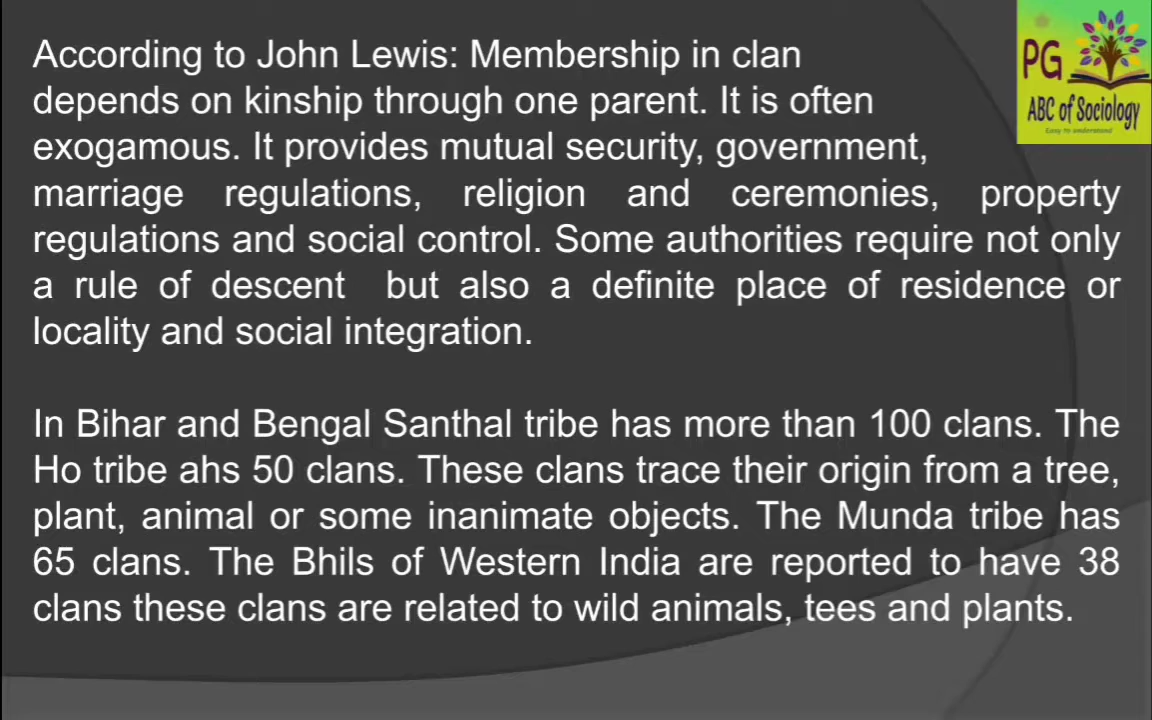 According to John Lewis: Membership in clan
depends on kinship through one parent. It is often
exogamous. It provides mutual security, government,
marriage regulations, religion and ceremonies, property
regulations and social control. Some authorities require not only
a rule of descent but also a definite place of residence or
locality and social integration.
In Bihar and Bengal Santhal tribe has more than 100 clans. The
Ho tribe ahs 50 clans. These clans trace their origin from a tree,
plant, animal or some inanimate objects. The Munda tribe has
65 clans. The Bhils of Western India are reported to have 38
clans these clans are related to wild animals, tees and plants.
PG
ABC of Sociology
Easy to understand